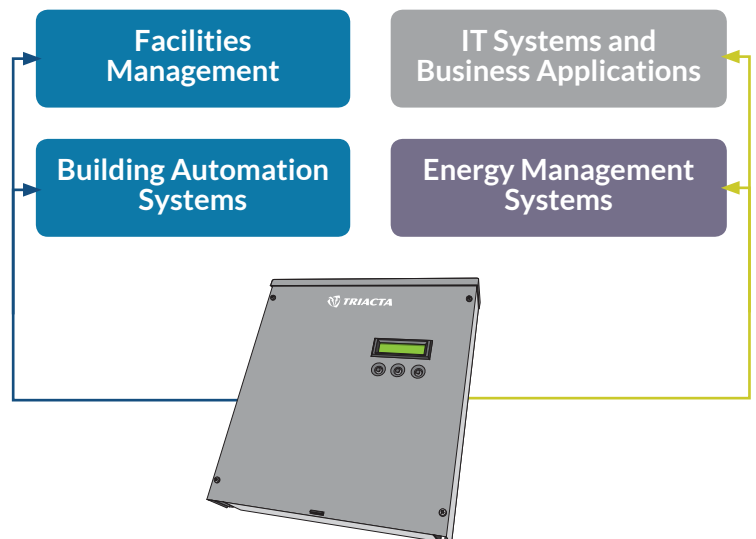 Facilities
Management
IT Systems and
Business Applications
Building Automation
Systems
Energy Management
Systems
TRIACTA